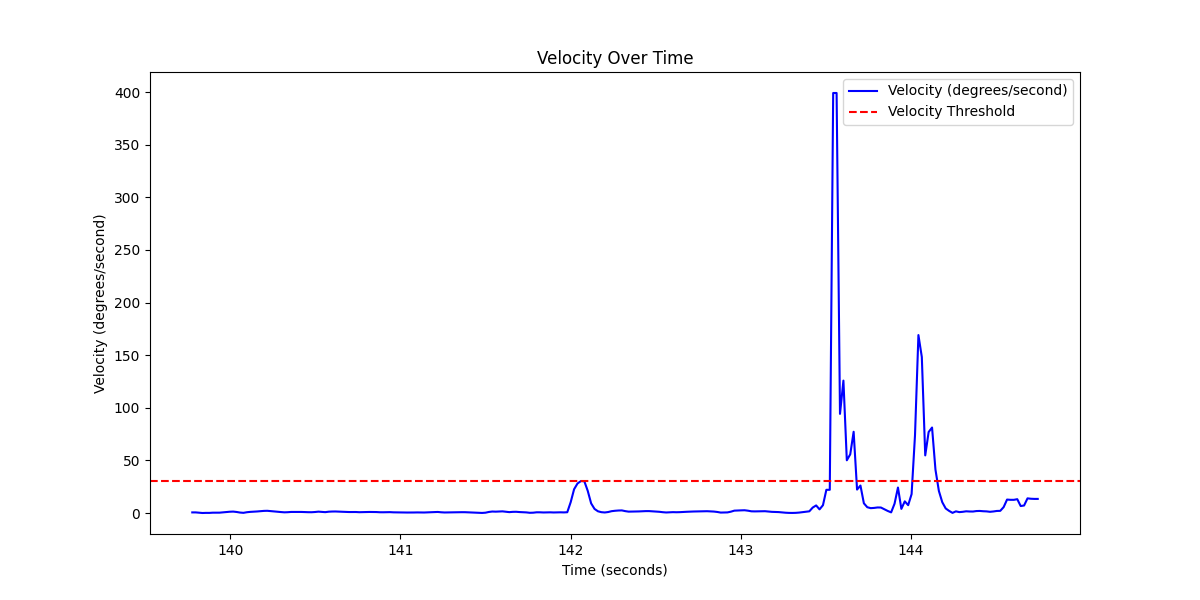 Velocity Over Time
Velocity (degrees/second)
Velocity Threshold
400
350
300
250
200
150
100
50
0
Velocity (degrees/second)
140 141 142 143 144
Time (seconds)